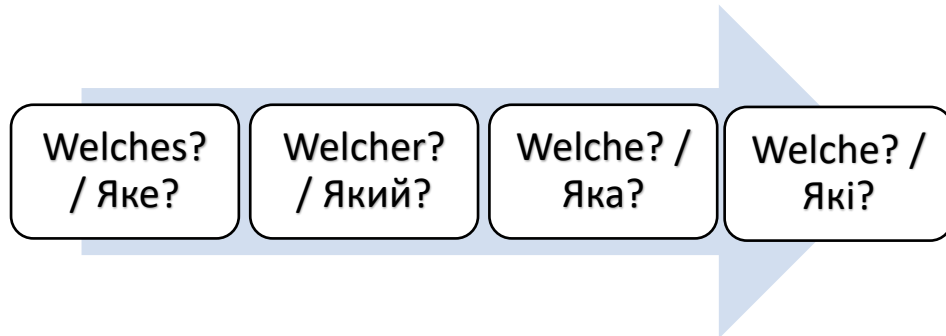 Welches?
/ Яке?
Welcher?
/ Який?
Welche? /
Яка?
Welche? /
Які?